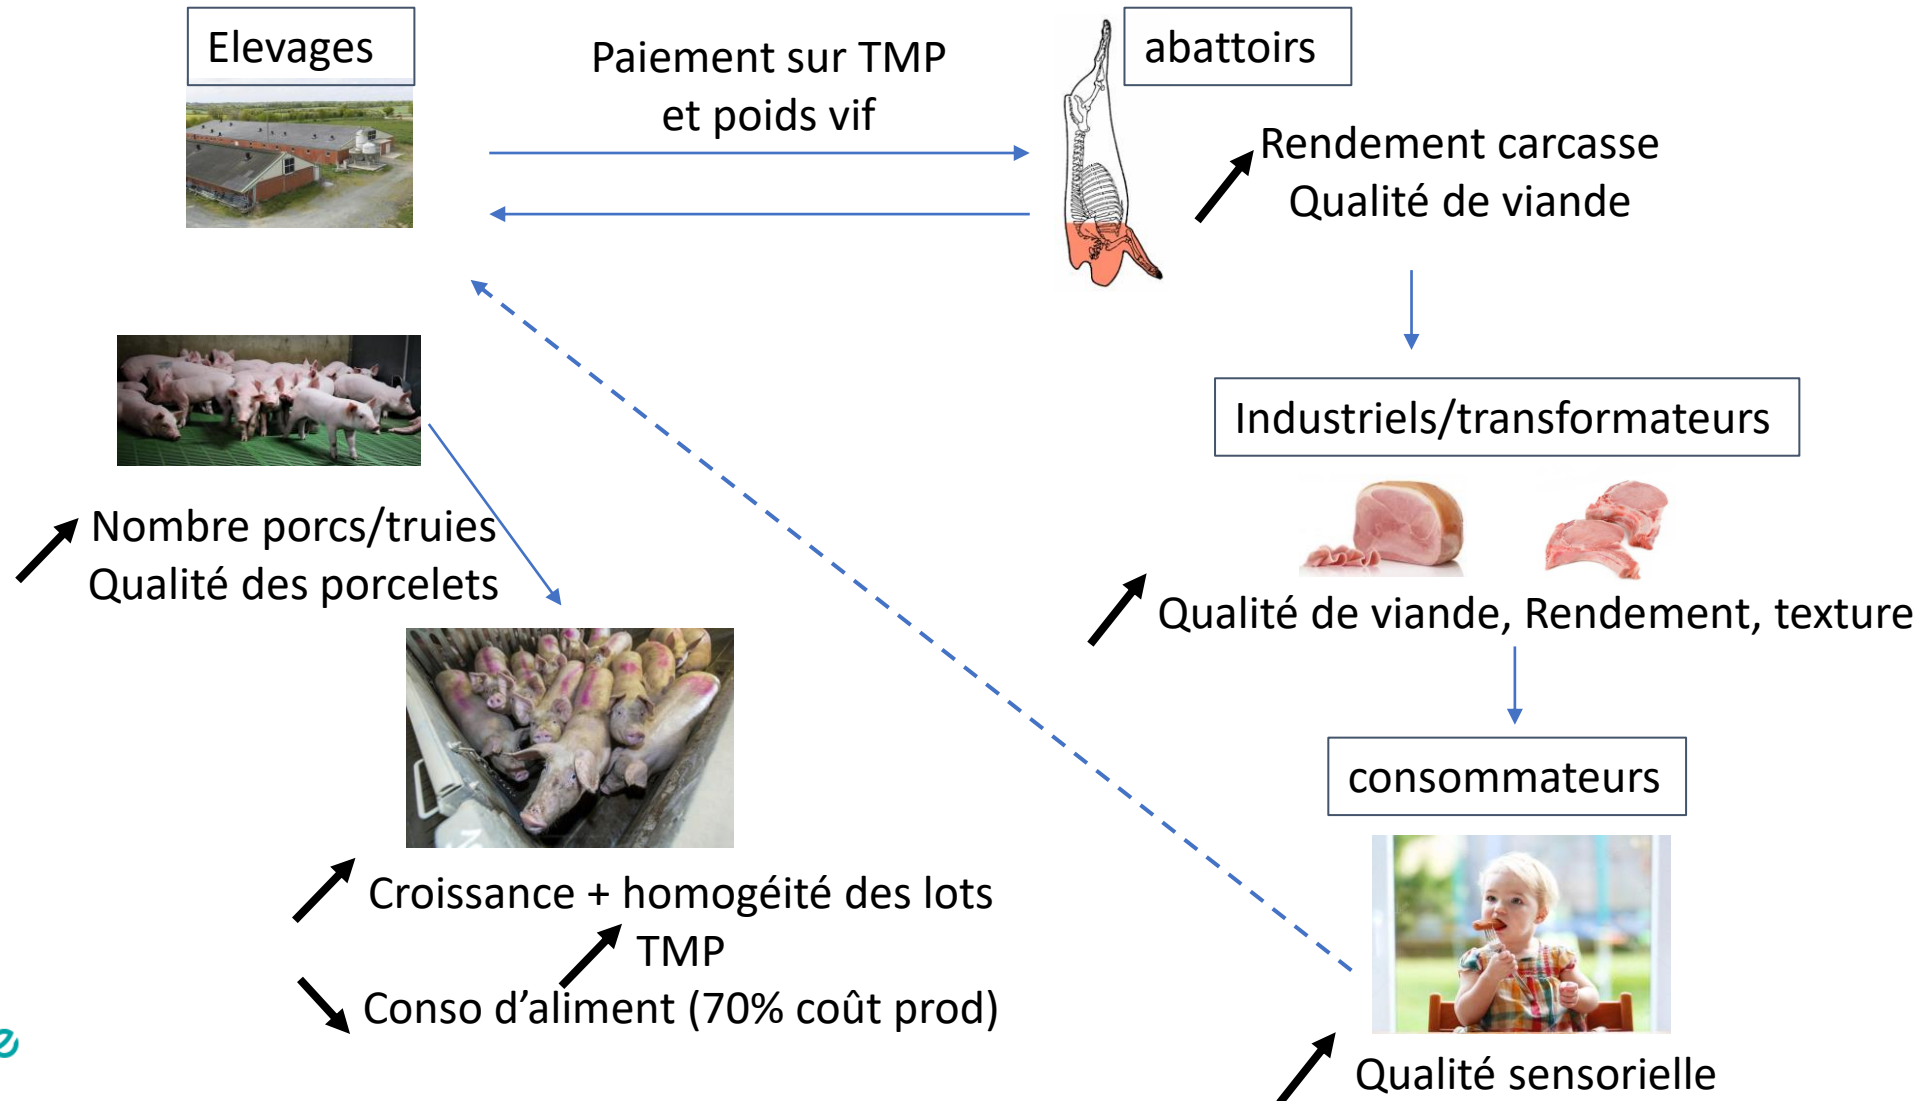 Elevages
Paiement sur TMP
et poids vif
abattoirs
Rendement carcasse
Qualité de viande
Industriels/transformateurs
Nombre porcs/truies
Qualité des porcelets
Qualité de viande, Rendement, texture
consommateurs
Croissance + homogéité des lots
TMP
Conso d’aliment (70% coût prod)
Qualité sensorielle